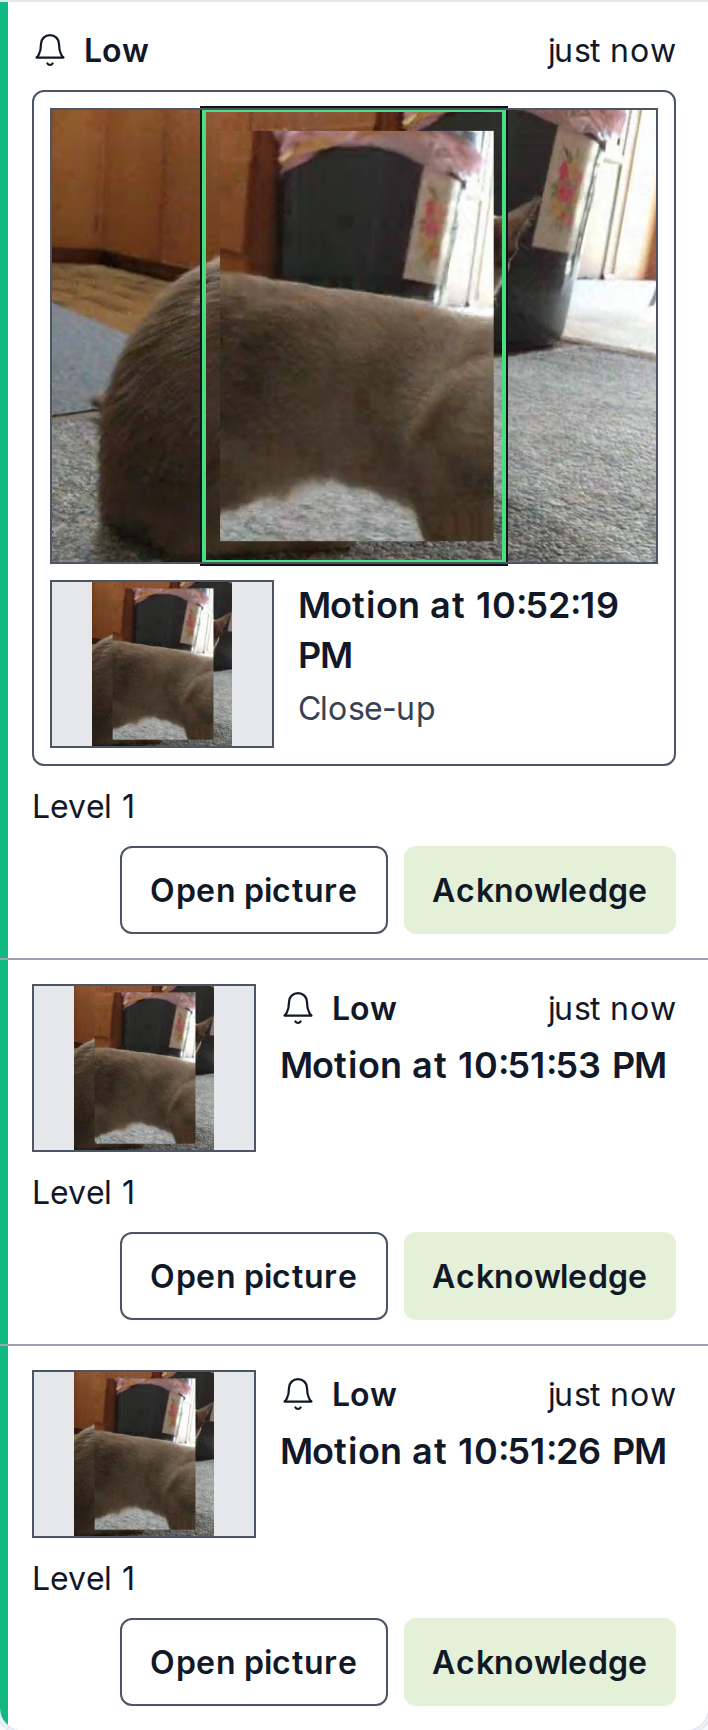 Low just now
Motion at 10:52:19
PM
Close-up
Level 1
Open picture Acknowledge
Low just now
Motion at 10:51:53 PM
Level 1
Open picture Acknowledge
Low just now
Motion at 10:51:26 PM
Level 1
Open picture Acknowledge